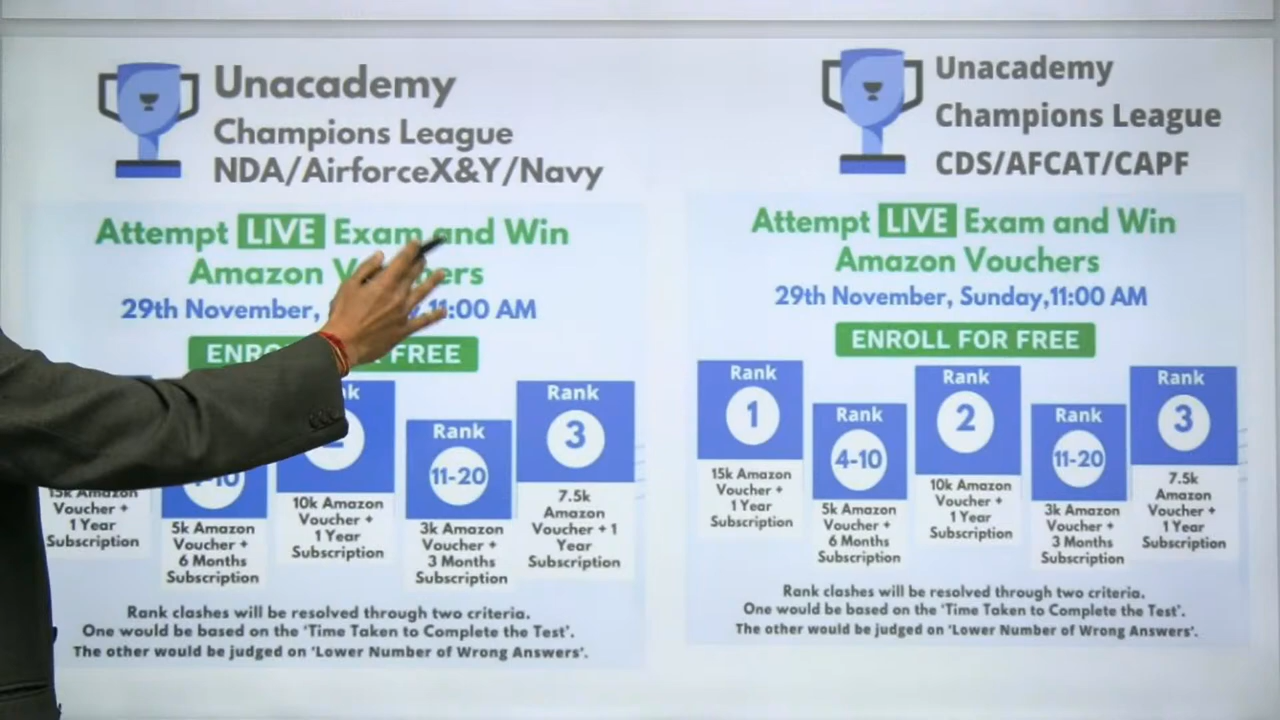 Unacademy
Champions League
NDA/AirforceX&Y/Navy
Attempt LIVE Exam and Win
Amazon Vouchers
29th November, 11:00 AM
FREE
4-10
Rank
11-20
Rank
3
15k Amazon
Voucher +
1 Year
Subscription
5k Amazon
Voucher +
6 Months
Subscription
10k Amazon
Voucher +
1 Year
Subscription
3k Amazon
Voucher +
3 Months
Subscription
7.5k
Amazon
Voucher + 1
Year
Subscription
Rank clashes will be resolved through two criteria.
One would be based on the ‘Time Taken to Complete the Test’.
The other would be judged on ‘Lower Number of Wrong Answers’.
Unacademy
Champions League
CDS/AFCAT/CAPF
Attempt LIVE Exam and Win
Amazon Vouchers
29th November, Sunday,11:00 AM
ENROLL FOR FREE
Rank
1
Rank
4-10
Rank
2
Rank
11-20
Rank
3
15k Amazon
Voucher +
1 Year
Subscription
5k Amazon
Voucher +
6 Months
Subscription
10k Amazon
Voucher +
1 Year
Subscription
3k Amazon
Voucher +
3 Months
Subscription
7.5k
Amazon
Voucher +
1 Year
Subscription
Rank clashes will be resolved through two criteria.
One would be based on the ‘Time Taken to Complete the Test’.
The other would be judged on ‘Lower Number of Wrong Answers’.